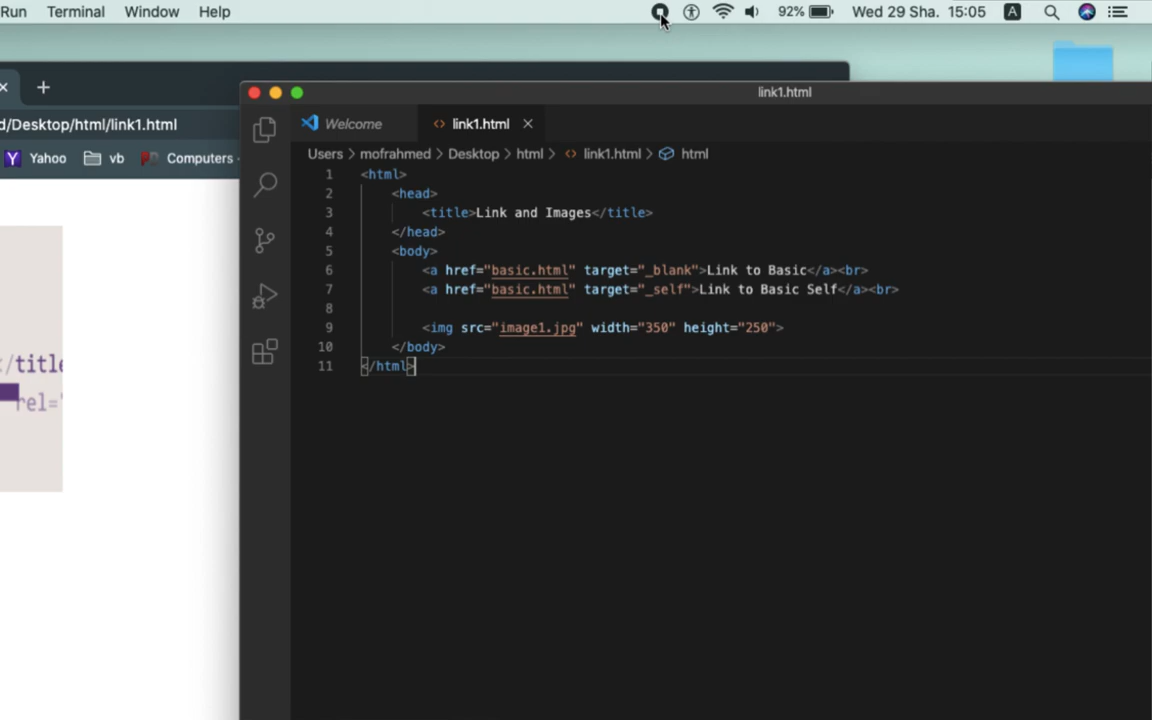 Run Terminal Window Help 92% Wed 29 Sha. 15:05 A
link1.html
d/Desktop/html/link1.html
Welcome link1.html
Y Yahoo vb Computers
Users > mofrahmed > Desktop > html > <> link1.html > html
1 <html>
2 <head>
3 <title>Link and Images</title>
4 </head>
5 <body>
6 <a href="basic.html" target="_blank">Link to Basic</a><br>
7 <a href="basic.html" target="_self">Link to Basic Self</a><br>
8
9 <img src="image1.jpg" width="350" height="250">
10 </body>
11 </html>
</title
rel="